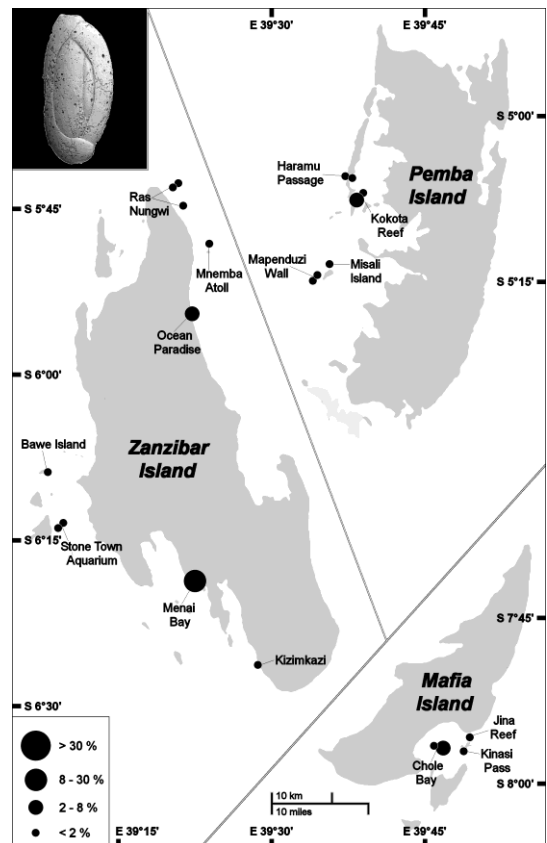 E 39°30'
E 39°45'
S 5°00'
Haramu
Passage
Pemba
Island
Kokota
Reef
Ras
Nungwi
S 5°45'
Mnemba
Atoll
Mapenduzi
Wall
Misali
Island
S 5°15'
Ocean
Paradise
S 6°00'
Zanzibar
Island
Bawe Island
Stone Town
Aquarium
S 6°15'
Menai
Bay
Kizimkazi
S 7°45'
Mafia
Island
S 6°30'
Jina
Reef
Kinasi
Pass
Chole
Bay
S 8°00'
> 30 %
8 - 30 %
2 - 8 %
< 2 %
10 km
10 miles
E 39°15'
E 39°30'
E 39°45'